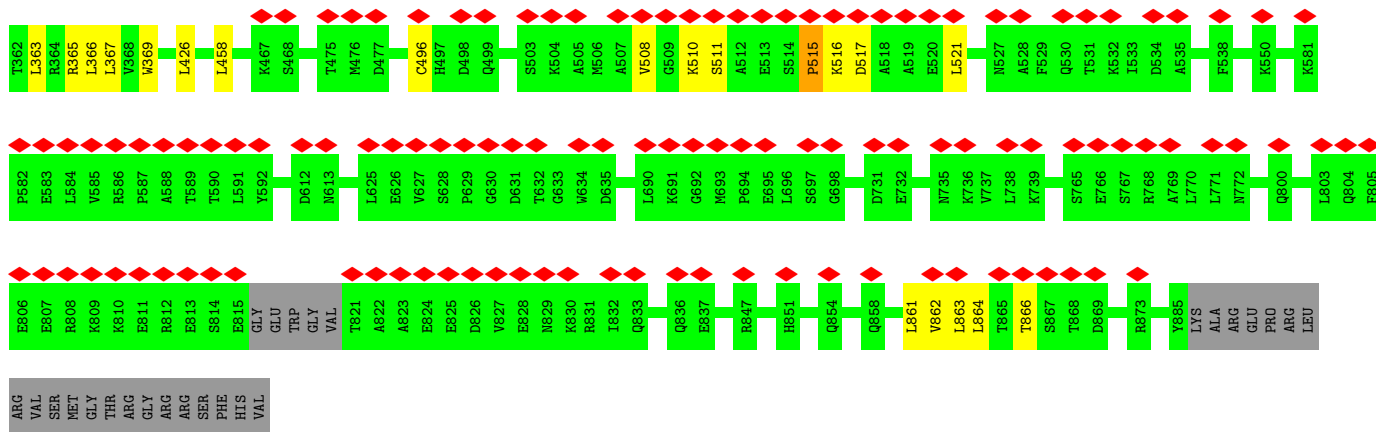 T362 L363 R364 R365 L366 L367 V368 W369 L426 L458 K467 S468 T475 M476 D477 C496 H497 D498 Q499 S503 K504 A505 M506 A507 V508 G509 K510 S511 A512 E513 S514 P515 K516 D517 A518 A519 E520 L521 N527 A528 F529 Q530 T531 K532 I533 D534 A535 F538 K550 K581
P582 E583 L584 V585 R586 P587 A588 T589 T590 L591 Y592 D612 N613 L625 E626 V627 S628 P629 G630 D631 T632 G633 W634 D635 L690 K691 G692 M693 P694 E695 L696 S697 G698 D731 E732 N735 K736 V737 L738 K739 S765 E766 S767 R768 A769 L770 L771 N772 Q800 L803 Q804 F805
E806 E807 R808 K809 K810 E811 R812 E813 S814 E815 GLY GLU TRP GLY VAL T821 A822 A823 E824 E825 D826 V827 E828 N829 K830 R831 I832 Q833 Q836 E837 R847 H851 Q854 Q858 L861 V862 L863 L864 T865 T866 S867 T868 D869 R873 Y885 LYS ALA ARG GLU PRO ARG LEU
ARG VAL SER MET GLY THR ARG GLY ARG ARG SER PHE HIS VAL